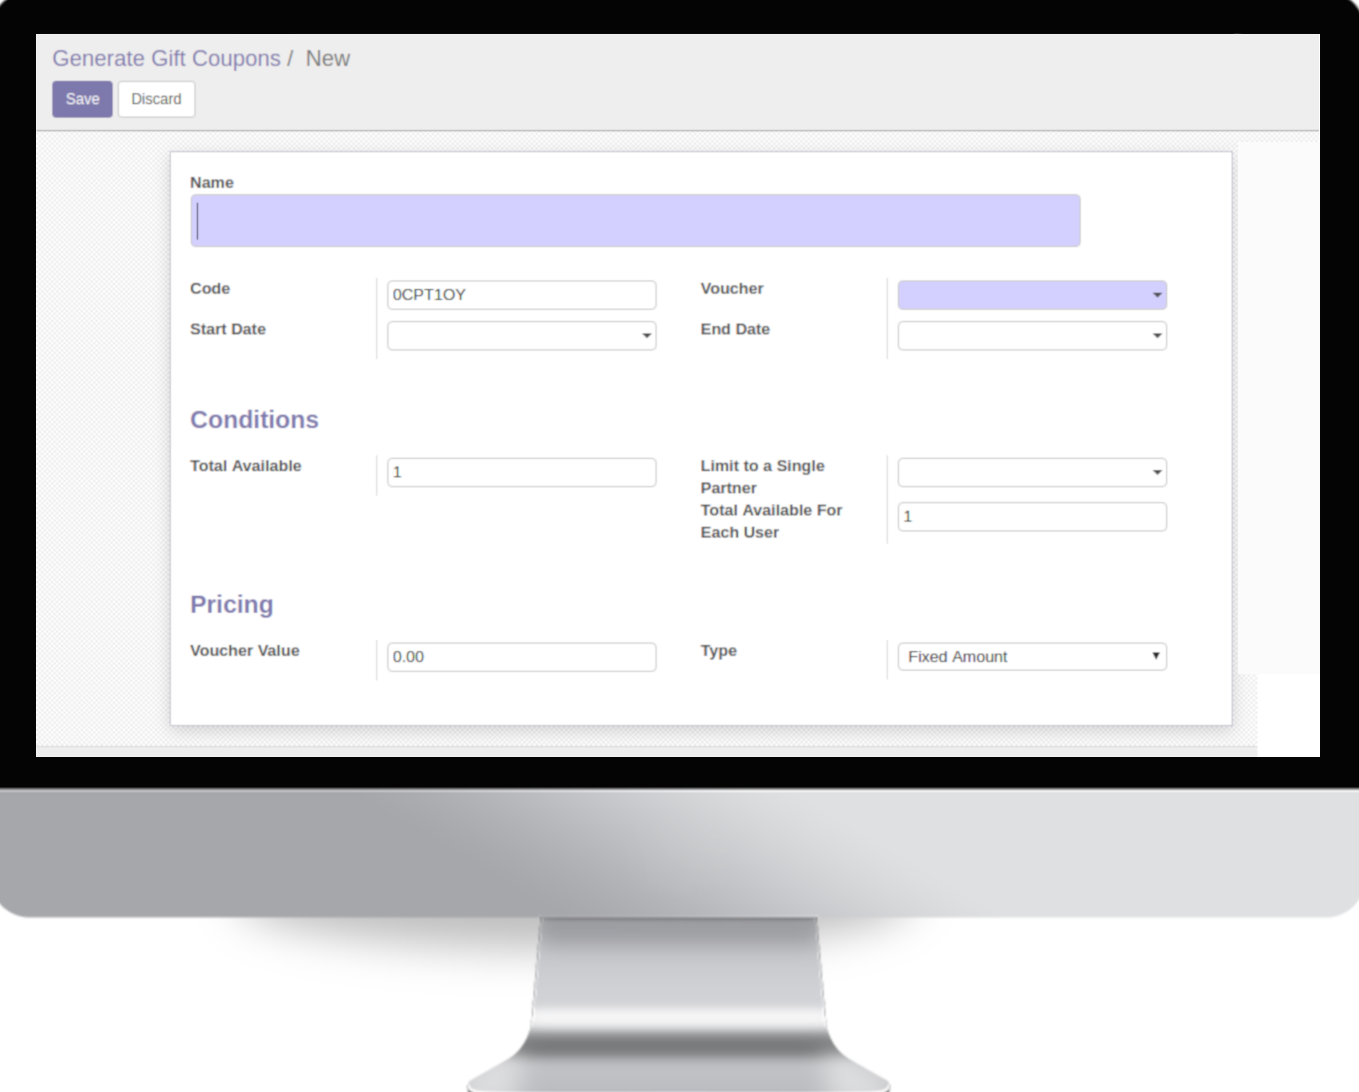 Generate Gift Coupons / New
Save Discard
Name
Code 0CPT1OY Voucher
Start Date End Date
Conditions
Total Available 1 Limit to a Single
Partner
Total Available For
Each User 1
Pricing
Voucher Value 0.00 Type Fixed Amount